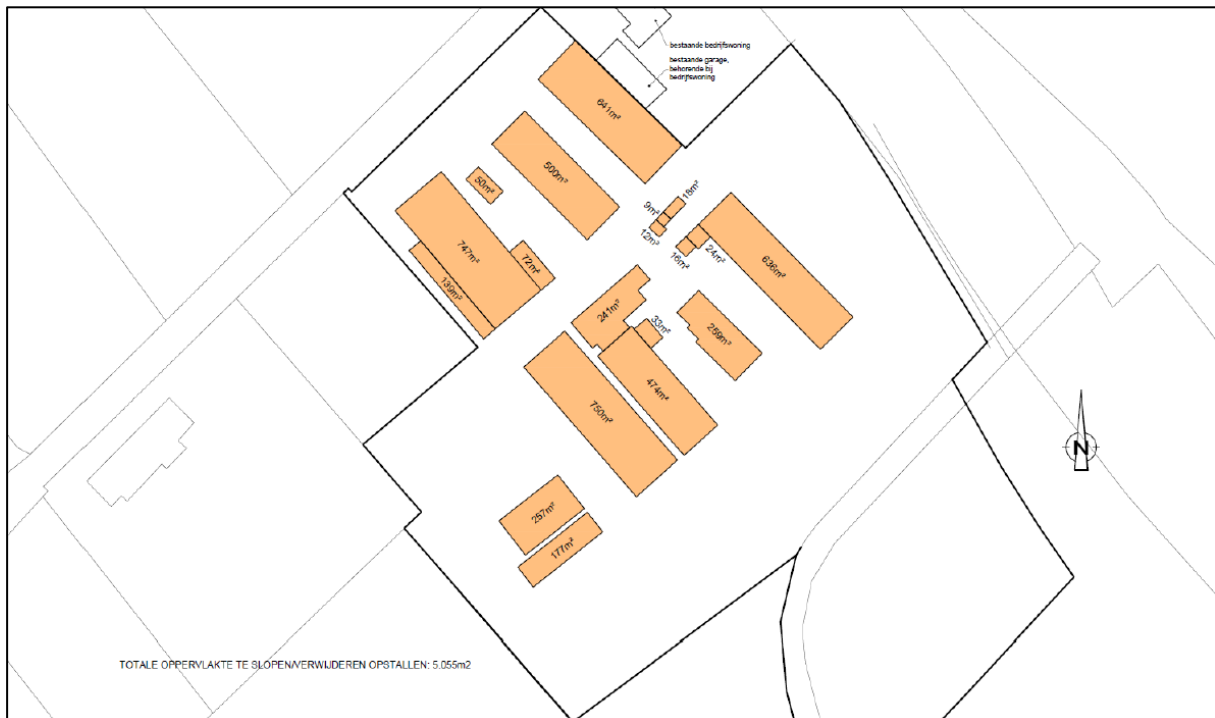 bestaande bedrijfswoning
bestaande garage,
behorende bij
bedrijfswoning
641m²
500m²
50m²
18m²
9m²
12m²
747m²
72m²
139m²
16m²
24m²
636m²
241m²
33m²
259m²
474m²
750m²
257m²
177m²
N
TOTALE OPPERVLAKTE TE SLOPEN/VERWIJDEREN OPSTALLEN: 5.055m2